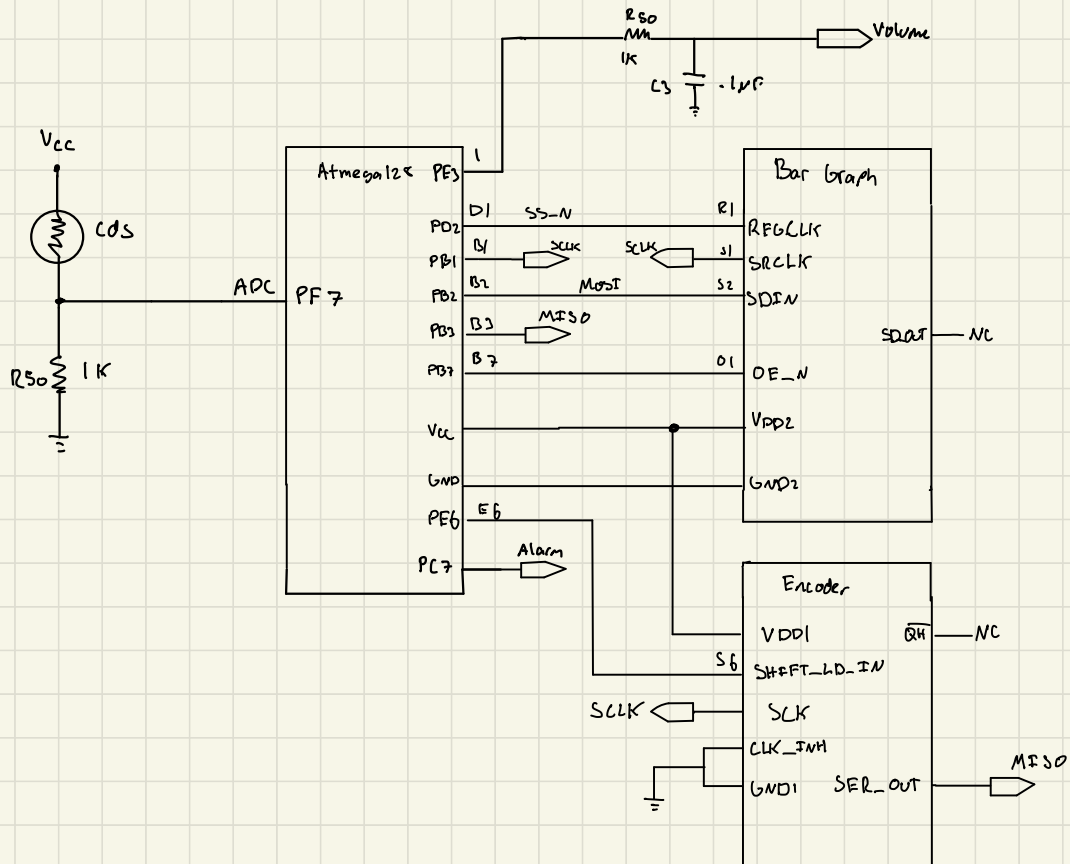 R50
1K
Volume
C3
.1uF
Vcc
CdS
ADC
R50
1K
Atmega128
PF7
PE3
1
PD2
D1
SS_N
R1
PB1
B1
SCLK
SCLK
S1
PB2
B2
MOSI
S2
PB3
B3
MISO
PB7
B7
O1
Vcc
GND
PE6
E6
PC7
Alarm
Bar Graph
REGCLK
SRCLK
SDIN
SDOUT
NC
OE_N
VDD2
GND2
Encoder
VDD1
QH
NC
S6
SHIFT_LD_IN
SCLK
SCK
CLK_INH
GND1
SER_OUT
MISO